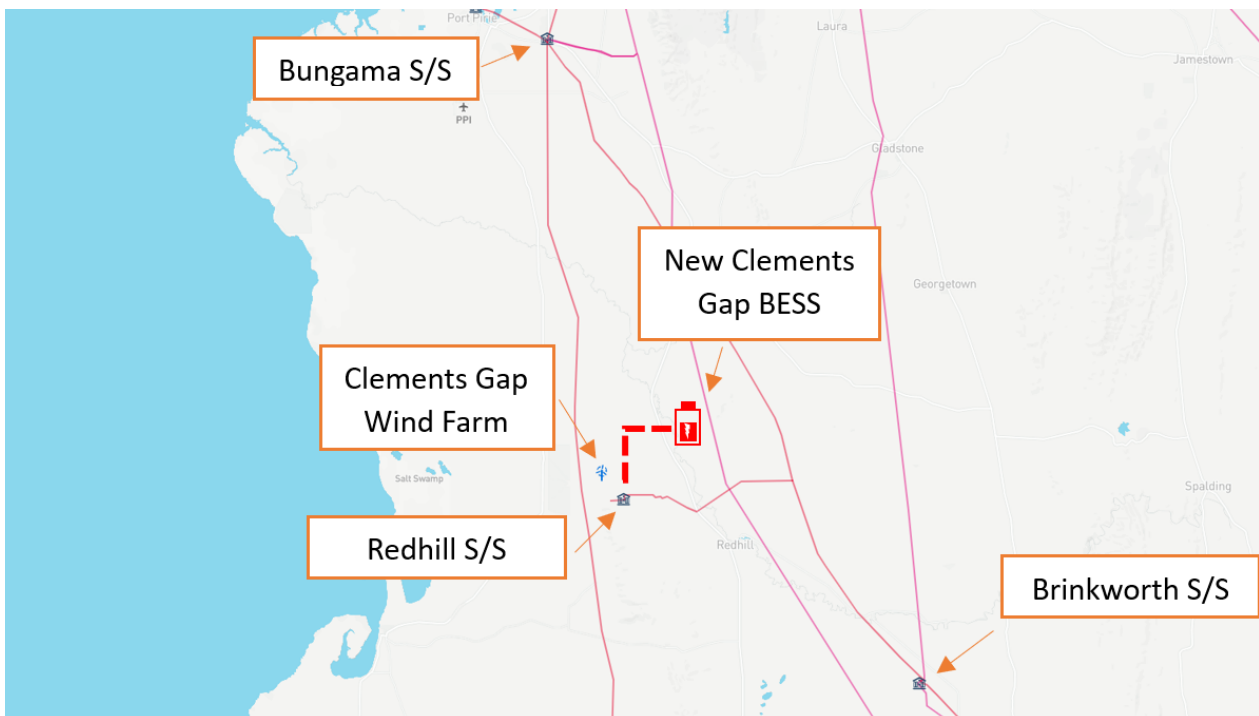 Port Pirie
Laura
Bungama S/S
Jamestown
PPI
Gladstone
New Clements
Gap BESS
Georgetown
Clements Gap
Wind Farm
Salt Swamp
Spalding
Redhill S/S
Redhill
Brinkworth S/S